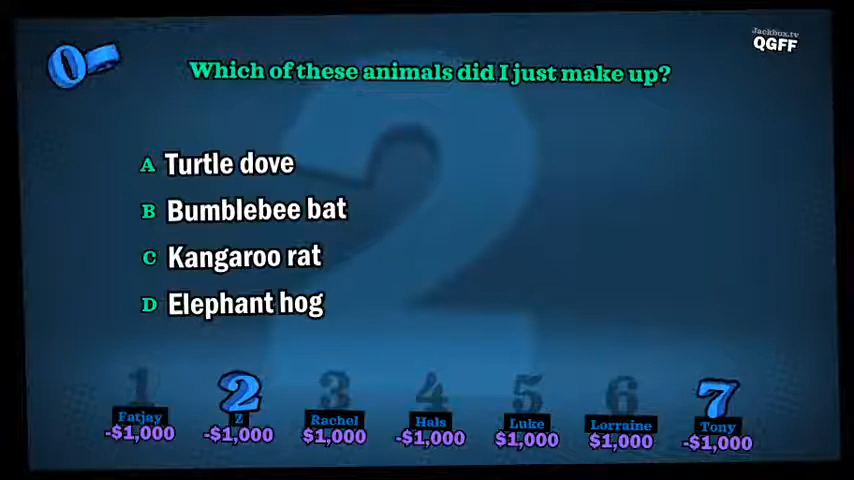 0
Jackbox.tv
QGFF
Which of these animals did I just make up?
A Turtle dove
B Bumblebee bat
C Kangaroo rat
D Elephant hog
2
1 2 3 4 5 6 7
Fatjay Z Rachel Hals Luke Lorraine Tony
-$1,000 -$1,000 $1,000 -$1,000 $1,000 $1,000 -$1,000